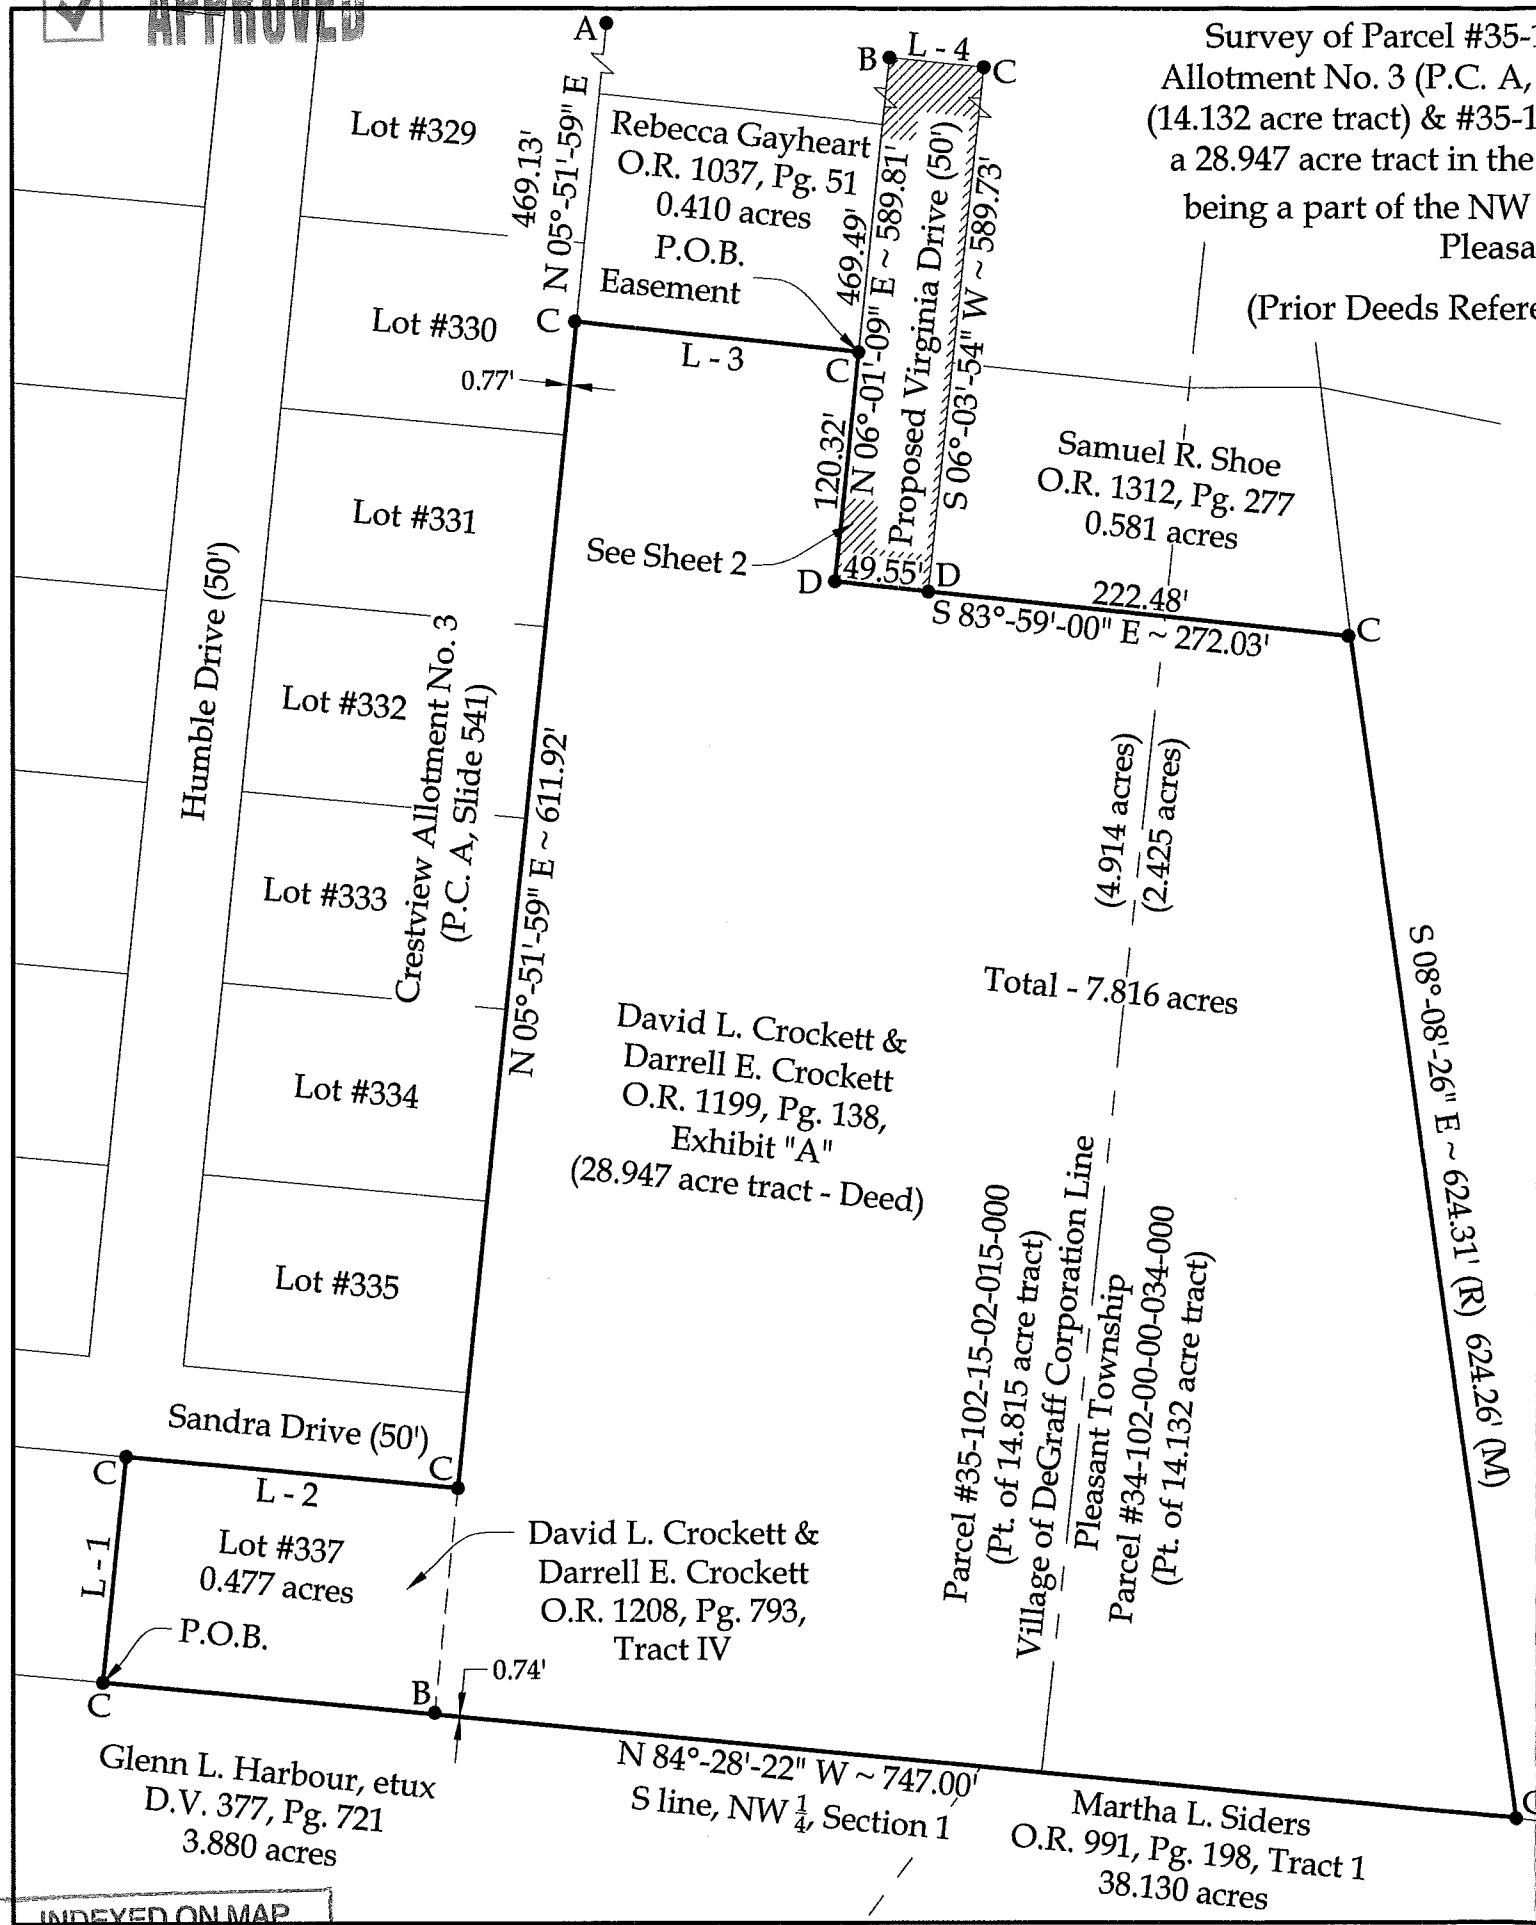 APPROVED
Survey of Parcel #35-1
Allotment No. 3 (P.C. A,
(14.132 acre tract) & #35-1
a 28.947 acre tract in the
being a part of the NW
Pleasa
(Prior Deeds Refere
A
B
L - 4
C
Lot #329
469.13'
N 05°-51'-59" E
Rebecca Gayheart
O.R. 1037, Pg. 51
0.410 acres
P.O.B.
Easement
469.49'
N 06°-01'-09" E ~ 589.81'
Proposed Virginia Drive (50')
S 06°-03'-54" W ~ 589.73'
Lot #330
C
L - 3
C
0.77'
120.32'
Samuel R. Shoe
O.R. 1312, Pg. 277
0.581 acres
Lot #331
See Sheet 2
D
49.55'
D
222.48'
S 83°-59'-00" E ~ 272.03'
C
Humble Drive (50')
Lot #332
Crestview Allotment No. 3
(P.C. A, Slide 541)
N 05°-51'-59" E ~ 611.92'
(4.914 acres)
(2.425 acres)
Lot #333
Total - 7.816 acres
S 08°-08'-26" E ~ 624.31' (R) 624.26' (M)
Lot #334
David L. Crockett &
Darrell E. Crockett
O.R. 1199, Pg. 138,
Exhibit "A"
(28.947 acre tract - Deed)
Parcel #35-102-15-02-015-000
(Pt. of 14.815 acre tract)
Village of DeGraff Corporation Line
Pleasant Township
Parcel #34-102-00-00-034-000
(Pt. of 14.132 acre tract)
Lot #335
Sandra Drive (50')
C
C
L - 2
L - 1
Lot #337
0.477 acres
David L. Crockett &
Darrell E. Crockett
O.R. 1208, Pg. 793,
Tract IV
P.O.B.
0.74'
C
B
Glenn L. Harbour, etux
D.V. 377, Pg. 721
3.880 acres
N 84°-28'-22" W ~ 747.00'
S line, NW 1/4, Section 1
Martha L. Siders
O.R. 991, Pg. 198, Tract 1
38.130 acres
INDEXED ON MAP